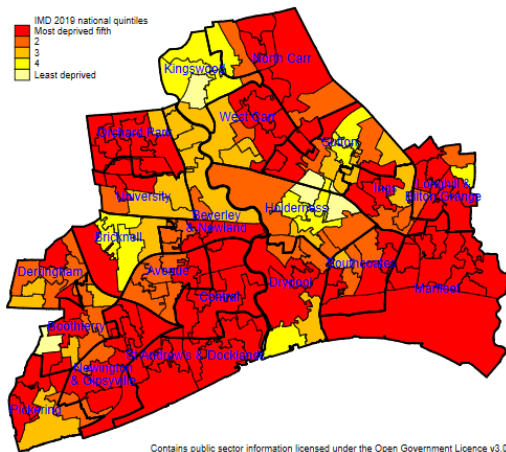 IMD 2019 national quintiles
Most deprived fifth
2
3
4
Least deprived
North Carr
Kingswood
West Carr
Orchard Park
Sutton
Ings
Longhill &
Bilton Grange
University
Holderness
Beverley
& Newland
Bricknell
Southcoates
Derringham
Avenue
Central
Drypool
Marfleet
Boothferry
St Andrew's & Docklands
Newington
& Gipsyville
Pickering
Contains public sector information licensed under the Open Government Licence v3.0